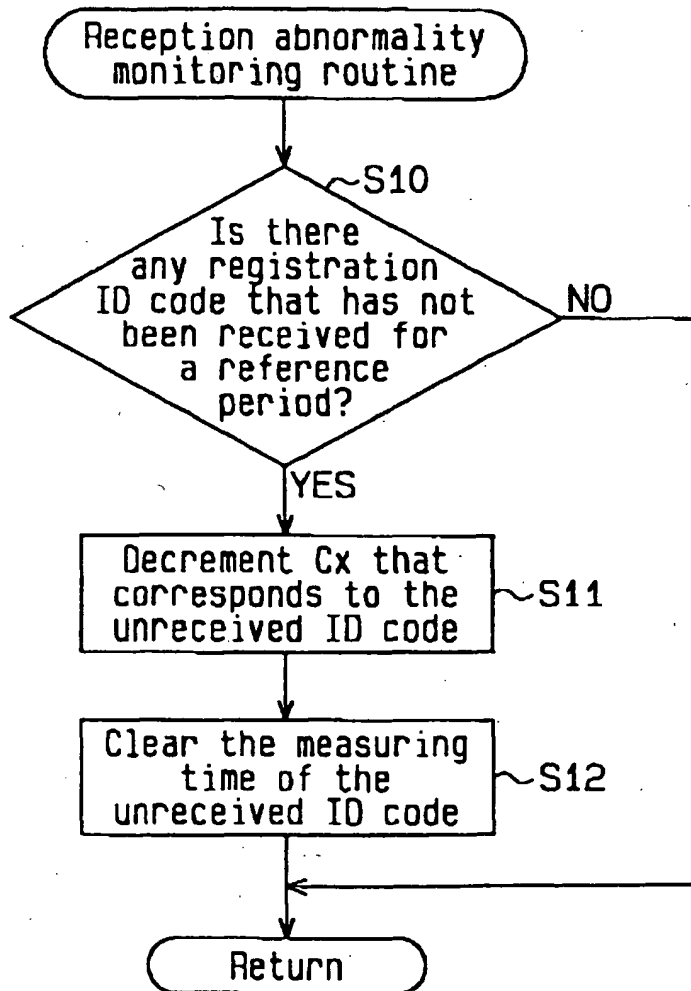 Reception abnormality
monitoring routine
S10
Is there
any registration
ID code that has not
been received for
a reference
period?
NO
YES
Decrement Cx that
corresponds to the
unreceived ID code
S11
Clear the measuring
time of the
unreceived ID code
S12
Return